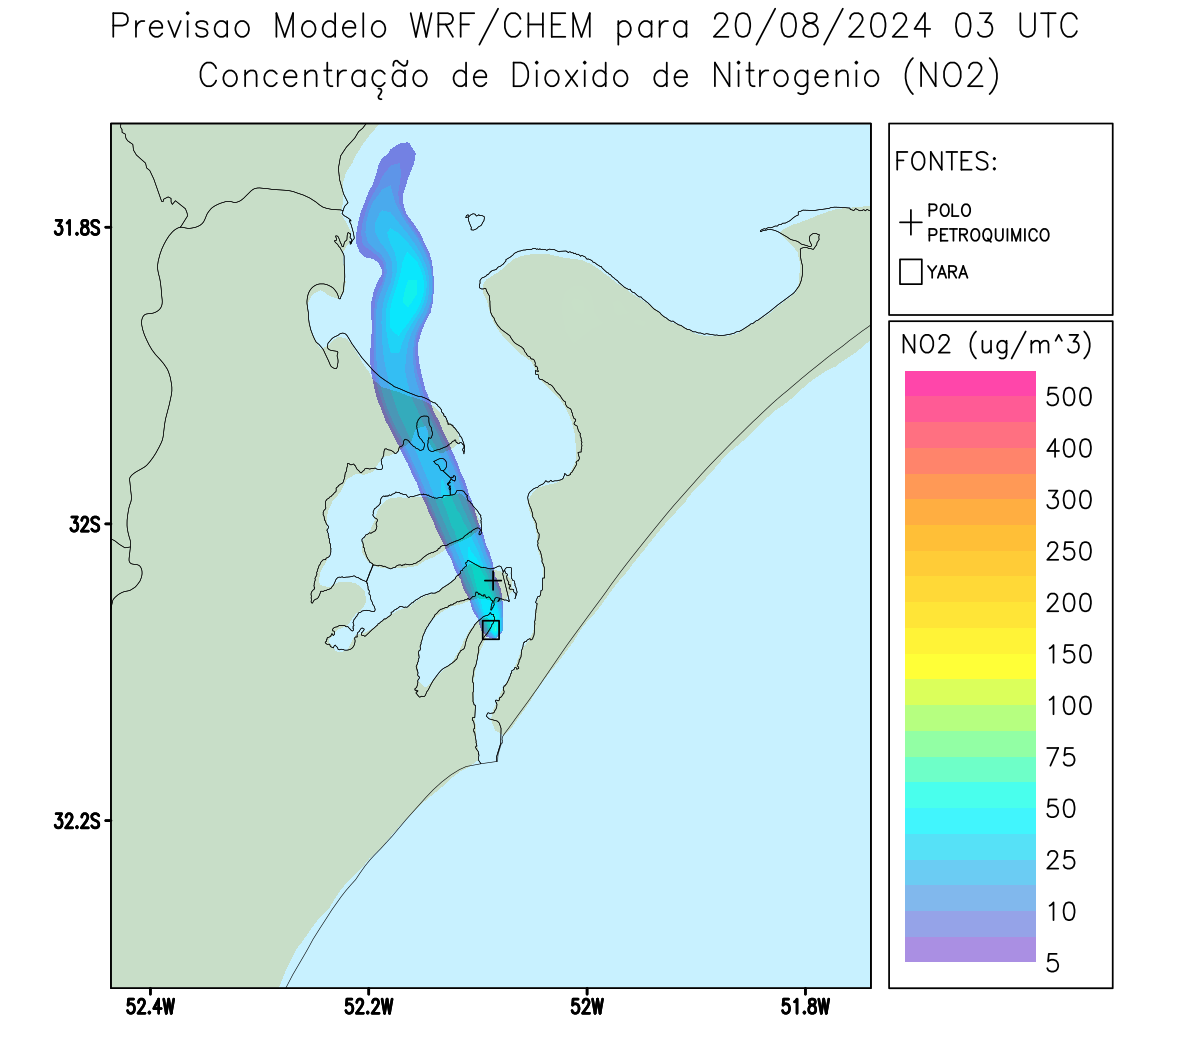 Previsao Modelo WRF/CHEM para 20/08/2024 03 UTC
Concentração de Dioxido de Nitrogenio (NO2)
FONTES:
POLO
PETROQUIMICO
YARA
NO2 (ug/m^3)
500
400
300
250
200
150
100
75
50
25
10
5
31.8S
32S
32.2S
52.4W
52.2W
52W
51.8W